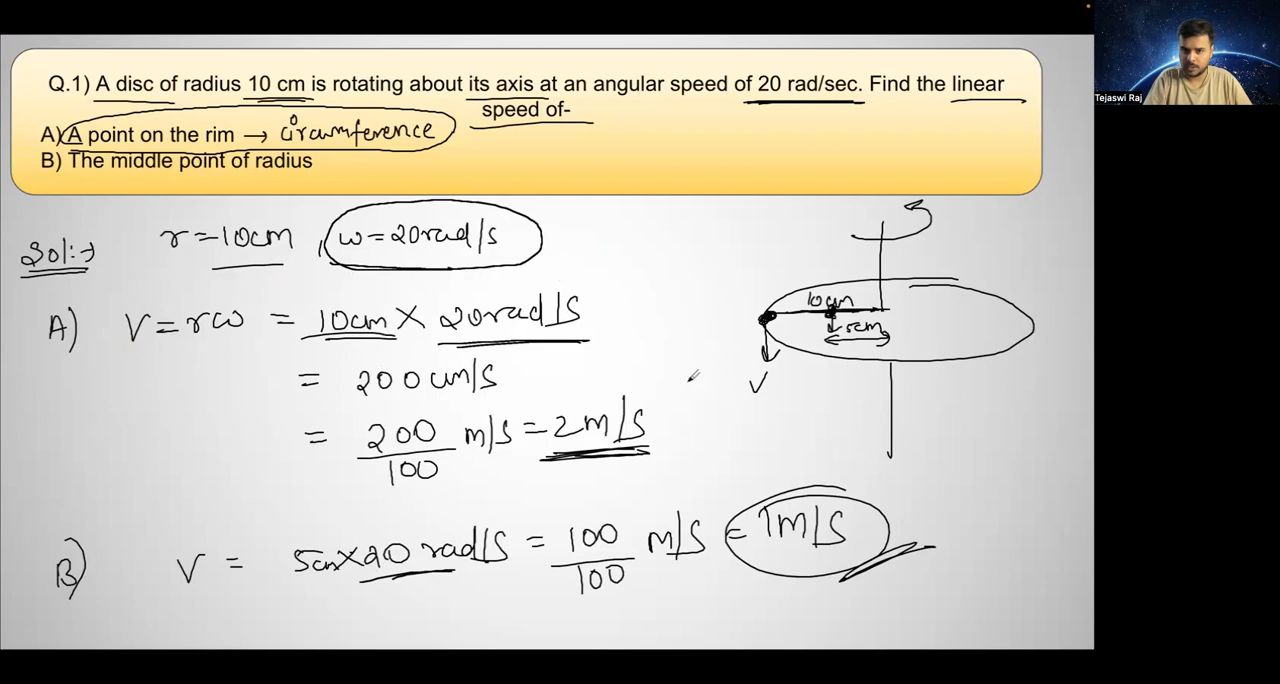 Q.1) A disc of radius 10 cm is rotating about its axis at an angular speed of 20 rad/sec. Find the linear
speed of-
A) A point on the rim → circumference
B) The middle point of radius
Tejaswi Raj
Sol:→ r=10cm, ω=20rad/s
A) V=rω = 10cm × 20rad/s
= 200cm/s
= 200/100 m/s = 2m/s
10cm
5cm
V
B) V = 5cm×20 rad/s = 100/100 m/s = 1m/s